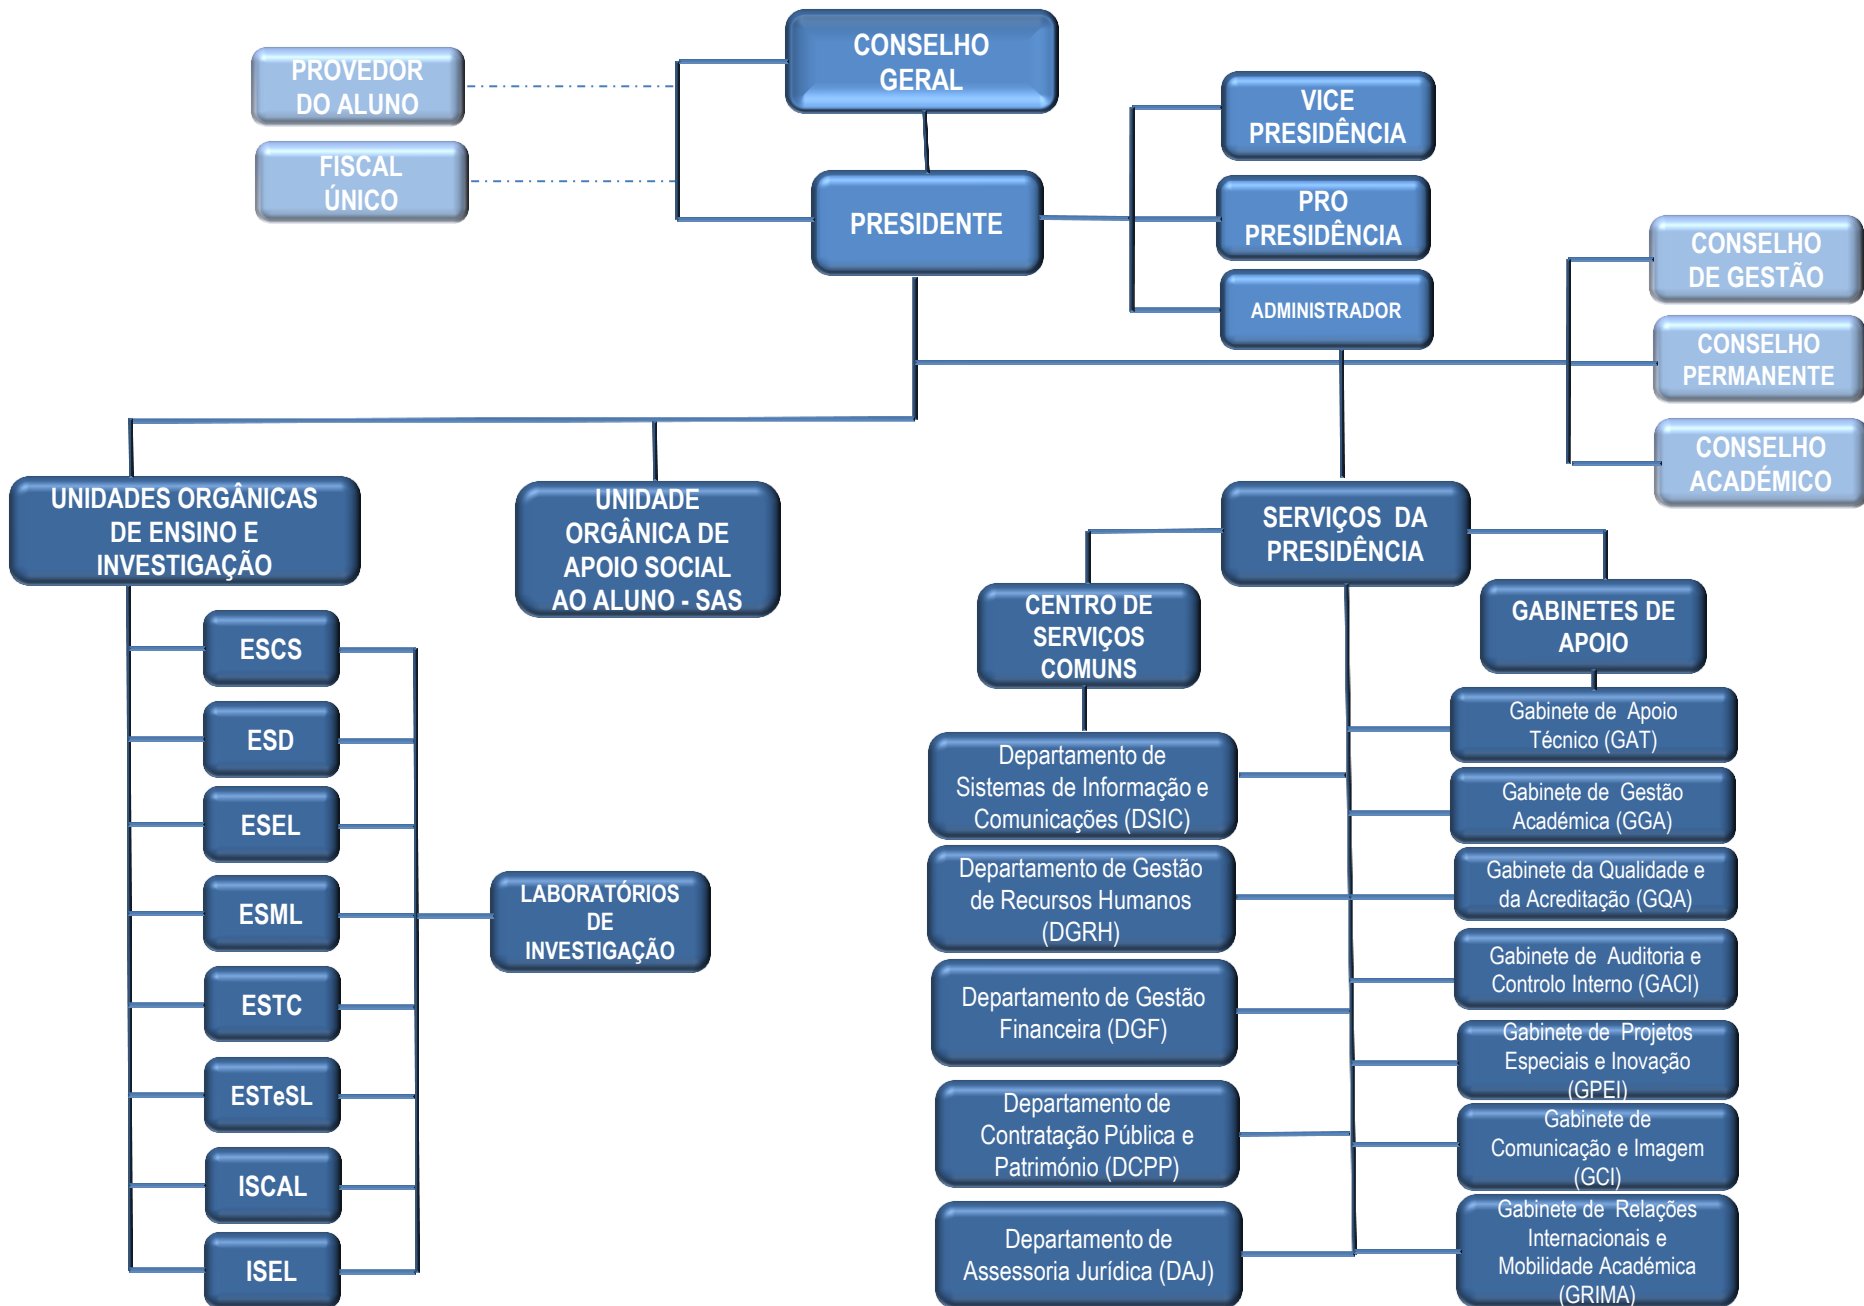 CONSELHO
GERAL
PROVEDOR
DO ALUNO
FISCAL
ÚNICO
PRESIDENTE
VICE
PRESIDÊNCIA
PRO
PRESIDÊNCIA
ADMINISTRADOR
CONSELHO
DE GESTÃO
CONSELHO
PERMANENTE
CONSELHO
ACADÉMICO
UNIDADES ORGÂNICAS
DE ENSINO E
INVESTIGAÇÃO
UNIDADE
ORGÂNICA DE
APOIO SOCIAL
AO ALUNO - SAS
SERVIÇOS DA
PRESIDÊNCIA
ESCS
ESD
ESEL
ESML
ESTC
ESTeSL
ISCAL
ISEL
LABORATÓRIOS
DE
INVESTIGAÇÃO
CENTRO DE
SERVIÇOS
COMUNS
Departamento de
Sistemas de Informação e
Comunicações (DSIC)
Departamento de Gestão
de Recursos Humanos
(DGRH)
Departamento de Gestão
Financeira (DGF)
Departamento de
Contratação Pública e
Património (DCPP)
Departamento de
Assessoria Jurídica (DAJ)
GABINETES DE
APOIO
Gabinete de Apoio
Técnico (GAT)
Gabinete de Gestão
Académica (GGA)
Gabinete da Qualidade e
da Acreditação (GQA)
Gabinete de Auditoria e
Controlo Interno (GACI)
Gabinete de Projetos
Especiais e Inovação
(GPEI)
Gabinete de
Comunicação e Imagem
(GCI)
Gabinete de Relações
Internacionais e
Mobilidade Académica
(GRIMA)